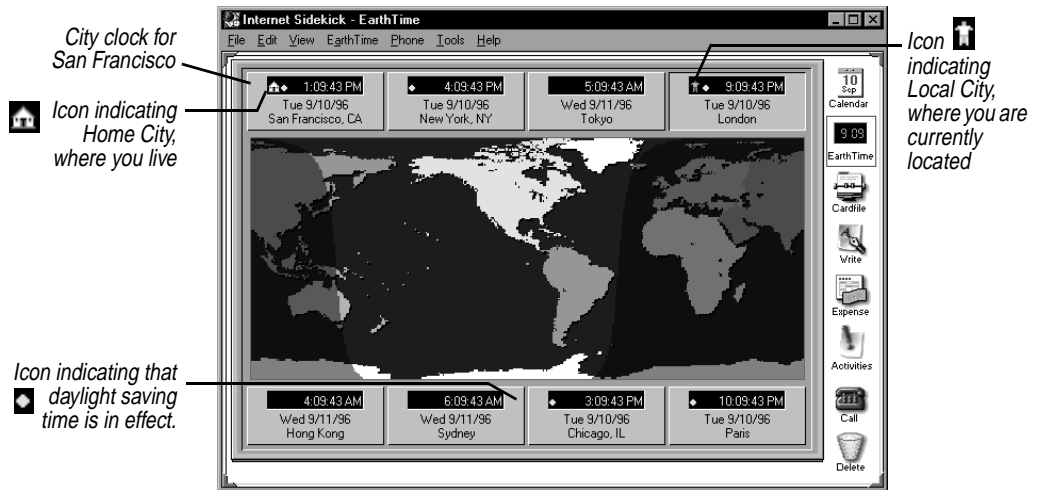 Internet Sidekick - EarthTime
File Edit View EarthTime Phone Tools Help
City clock for
San Francisco
Icon indicating
Home City,
where you live
Icon
indicating
Local City,
where you are
currently
located
1:09:43 PM
Tue 9/10/96
San Francisco, CA
4:09:43 PM
Tue 9/10/96
New York, NY
5:09:43 AM
Wed 9/11/96
Tokyo
9:09:43 PM
Tue 9/10/96
London
10
Sep
Calendar
9:09
EarthTime
Cardfile
Write
Expense
Activities
Call
Delete
Icon indicating that
daylight saving
time is in effect.
4:09:43 AM
Wed 9/11/96
Hong Kong
6:09:43 AM
Wed 9/11/96
Sydney
3:09:43 PM
Tue 9/10/96
Chicago, IL
10:09:43 PM
Tue 9/10/96
Paris